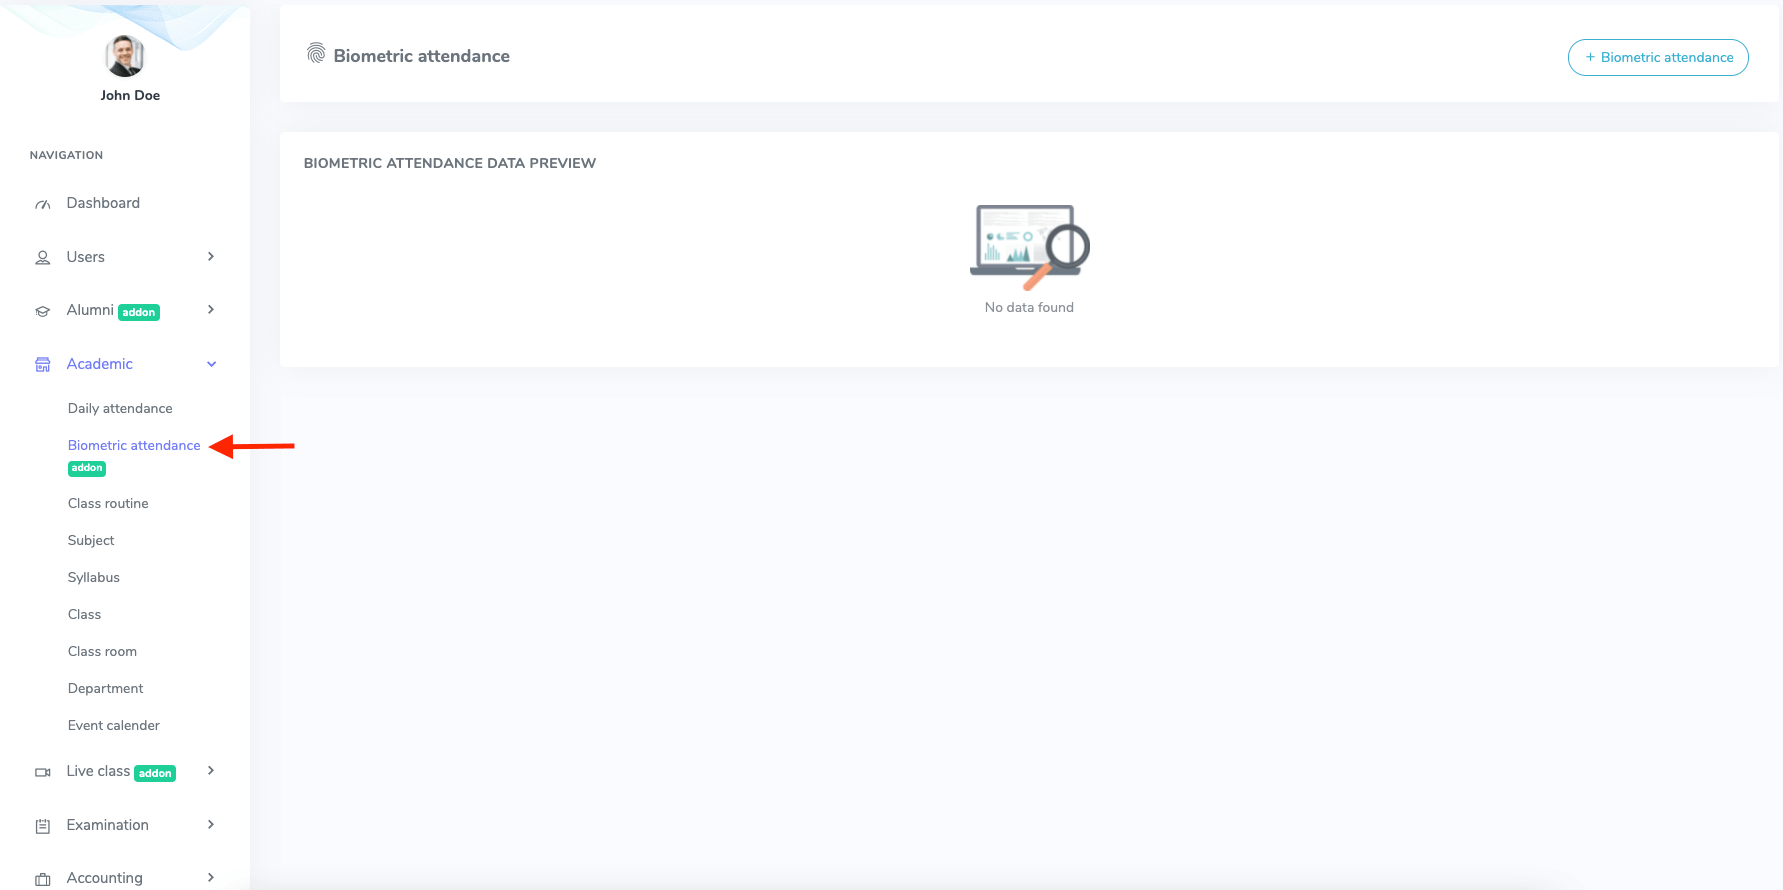 John Doe
NAVIGATION
Dashboard
Users
Alumni addon
Academic
Daily attendance
Biometric attendance
addon
Class routine
Subject
Syllabus
Class
Class room
Department
Event calender
Live class addon
Examination
Accounting
Biometric attendance
+ Biometric attendance
BIOMETRIC ATTENDANCE DATA PREVIEW
No data found